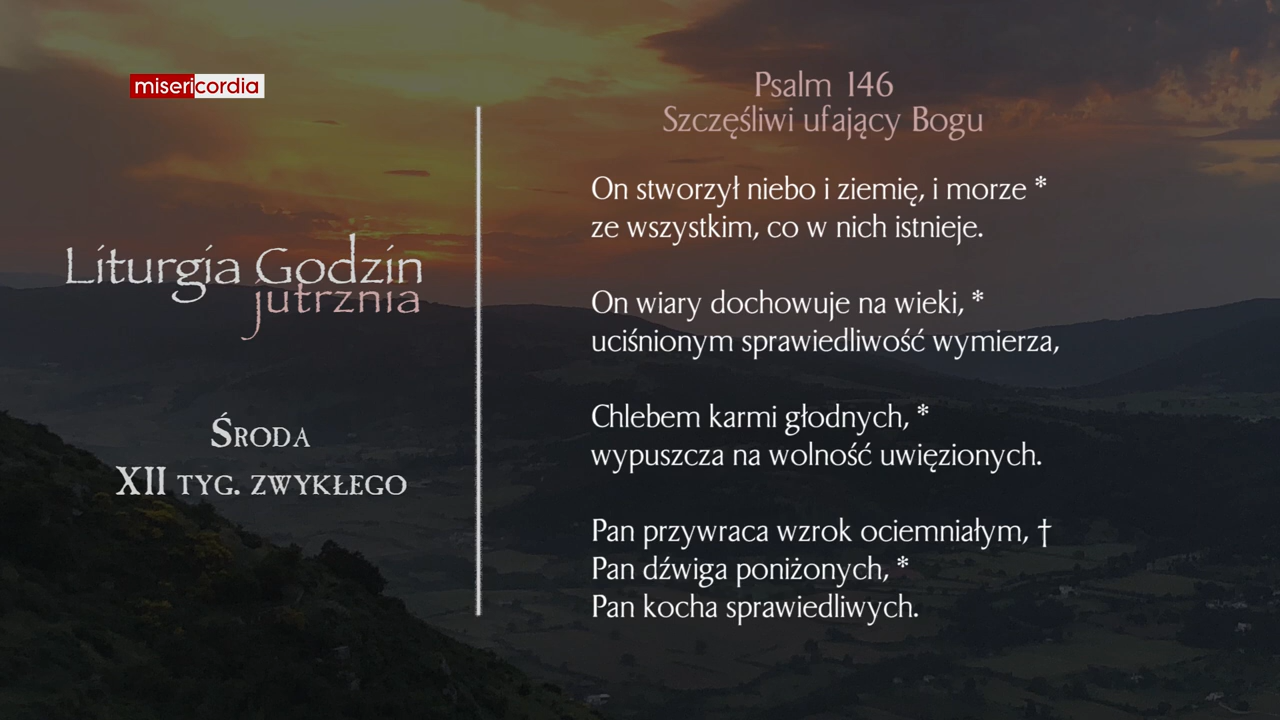 misericordia
Liturgia Godzin
jutrznia
Środa
XII tyg. zwykłego
Psalm 146
Szczęśliwi ufający Bogu
On stworzył niebo i ziemię, i morze *
ze wszystkim, co w nich istnieje.
On wiary dochowuje na wieki, *
uciśnionym sprawiedliwość wymierza,
Chlebem karmi głodnych, *
wypuszcza na wolność uwięzionych.
Pan przywraca wzrok ociemniałym, †
Pan dźwiga poniżonych, *
Pan kocha sprawiedliwych.